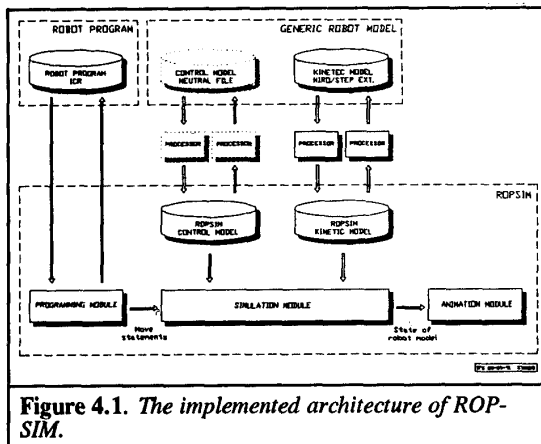 ROBOT PROGRAM
GENERIC ROBOT MODEL
ROBOT PROGRAM
ICR
CONTROL MODEL
NEUTRAL FILE
KINETEC MODEL
NIRO/STEP EXT.
PROCESSOR
PROCESSOR
PROCESSOR
PROCESSOR
ROPSIM
ROPSIM
CONTROL MODEL
ROPSIM
KINETIC MODEL
PROGRAMMING MODULE
SIMULATION MODULE
ANIMATION MODULE
Move
statements
State of
robot model
Figure 4.1. The implemented architecture of ROP-
SIM.